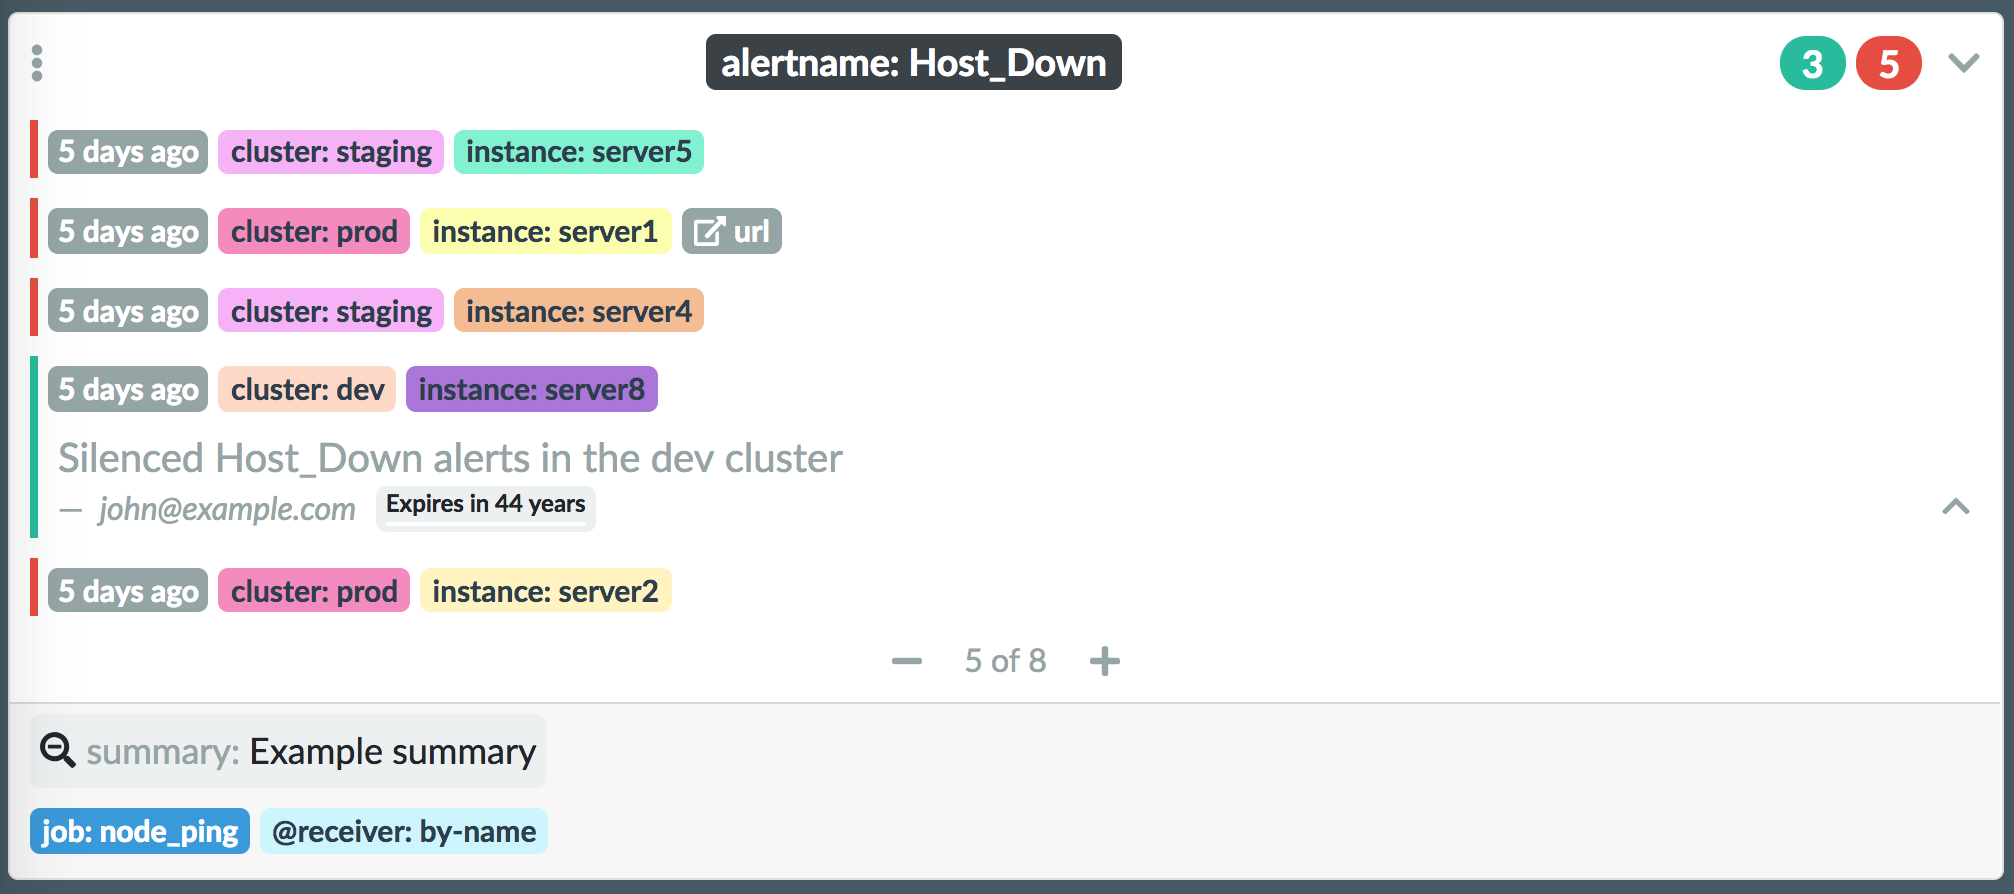 alertname: Host_Down 3 5
5 days ago cluster: staging instance: server5
5 days ago cluster: prod instance: server1 url
5 days ago cluster: staging instance: server4
5 days ago cluster: dev instance: server8
Silenced Host_Down alerts in the dev cluster
— john@example.com Expires in 44 years
5 days ago cluster: prod instance: server2
5 of 8
summary: Example summary
job: node_ping @receiver: by-name